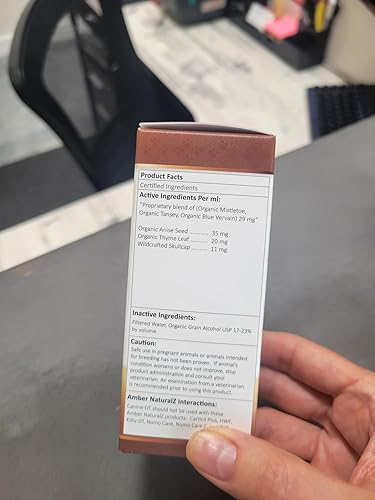 Product Facts
Certified Ingredients
Active Ingredients Per ml:
"Proprietary blend of (Organic Mistletoe,
Organic Tansey, Organic Blue Vervain) 29 mg"
Organic Anise Seed ........... 35 mg
Organic Thyme Leaf ......... 20 mg
Wildcrafted Skullcap ......... 11 mg
Inactive Ingredients:
Filtered Water, Organic Grain Alcohol USP 17-23%
by volume.
Caution:
Safe use in pregnant animals or animals intended
for breeding has not been proven. If animal's
condition worsens or does not improve, stop
product administration and consult your
veterinarian. An examination from a veterinarian
is recommended prior to using this product.
Amber NaturalZ Interactions:
Canine OT should not be used with these
Amber NaturalZ products: Carticil Plus, HWF,
Kitty OT, Numo Care, Numo Care